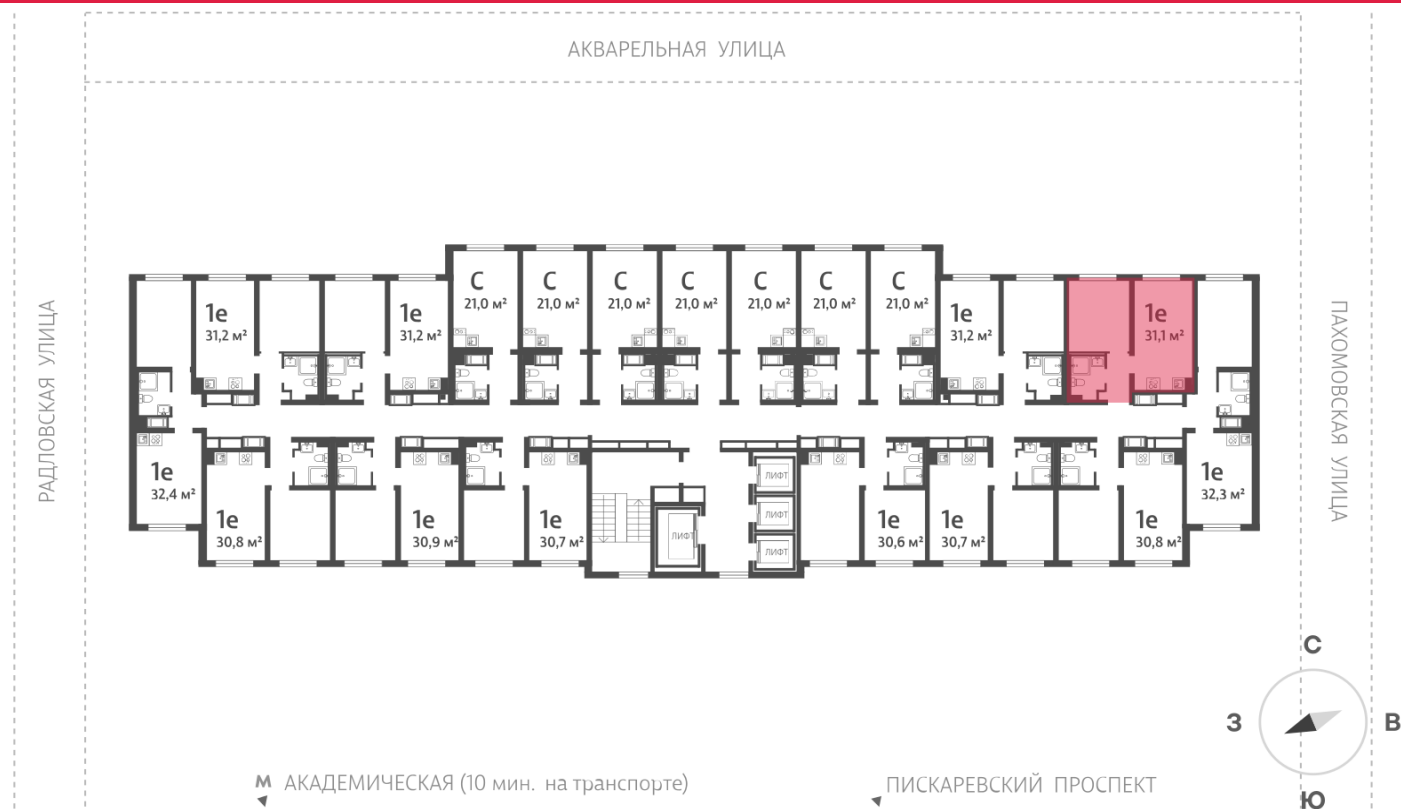 АКВАРЕЛЬНАЯ УЛИЦА
РАДЛОВСКАЯ УЛИЦА
ПАХОМОВСКАЯ УЛИЦА
С
21,0 м²
С
21,0 м²
С
21,0 м²
С
21,0 м²
С
21,0 м²
С
21,0 м²
С
21,0 м²
1е
31,2 м²
1е
31,2 м²
1е
31,2 м²
1е
31,1 м²
1е
32,4 м²
1е
30,8 м²
1е
30,9 м²
1е
30,7 м²
ЛИФТ
ЛИФТ
ЛИФТ
ЛИФТ
1е
30,6 м²
1е
30,7 м²
1е
30,8 м²
1е
32,3 м²
С
З
В
Ю
М АКАДЕМИЧЕСКАЯ (10 мин. на транспорте)
ПИСКАРЕВСКИЙ ПРОСПЕКТ